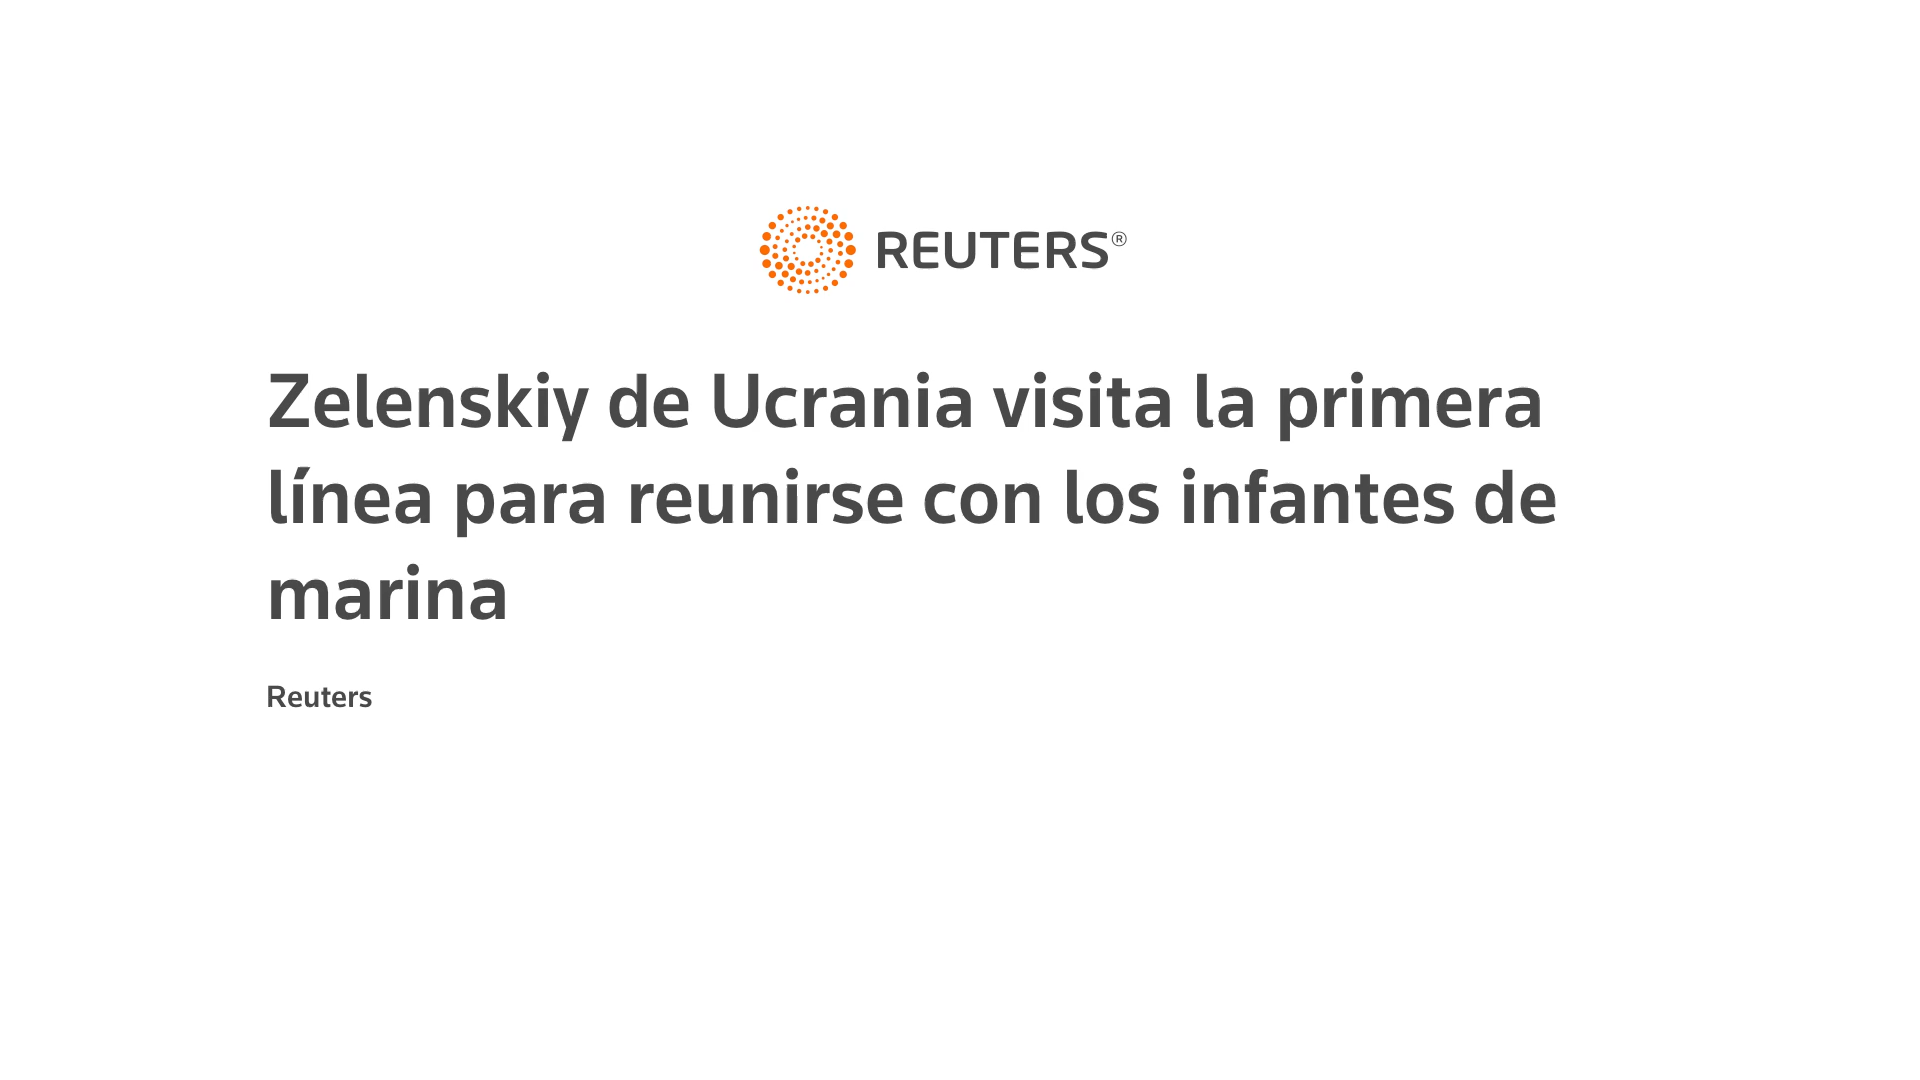 REUTERS®
Zelenskiy de Ucrania visita la primera
línea para reunirse con los infantes de
marina
Reuters